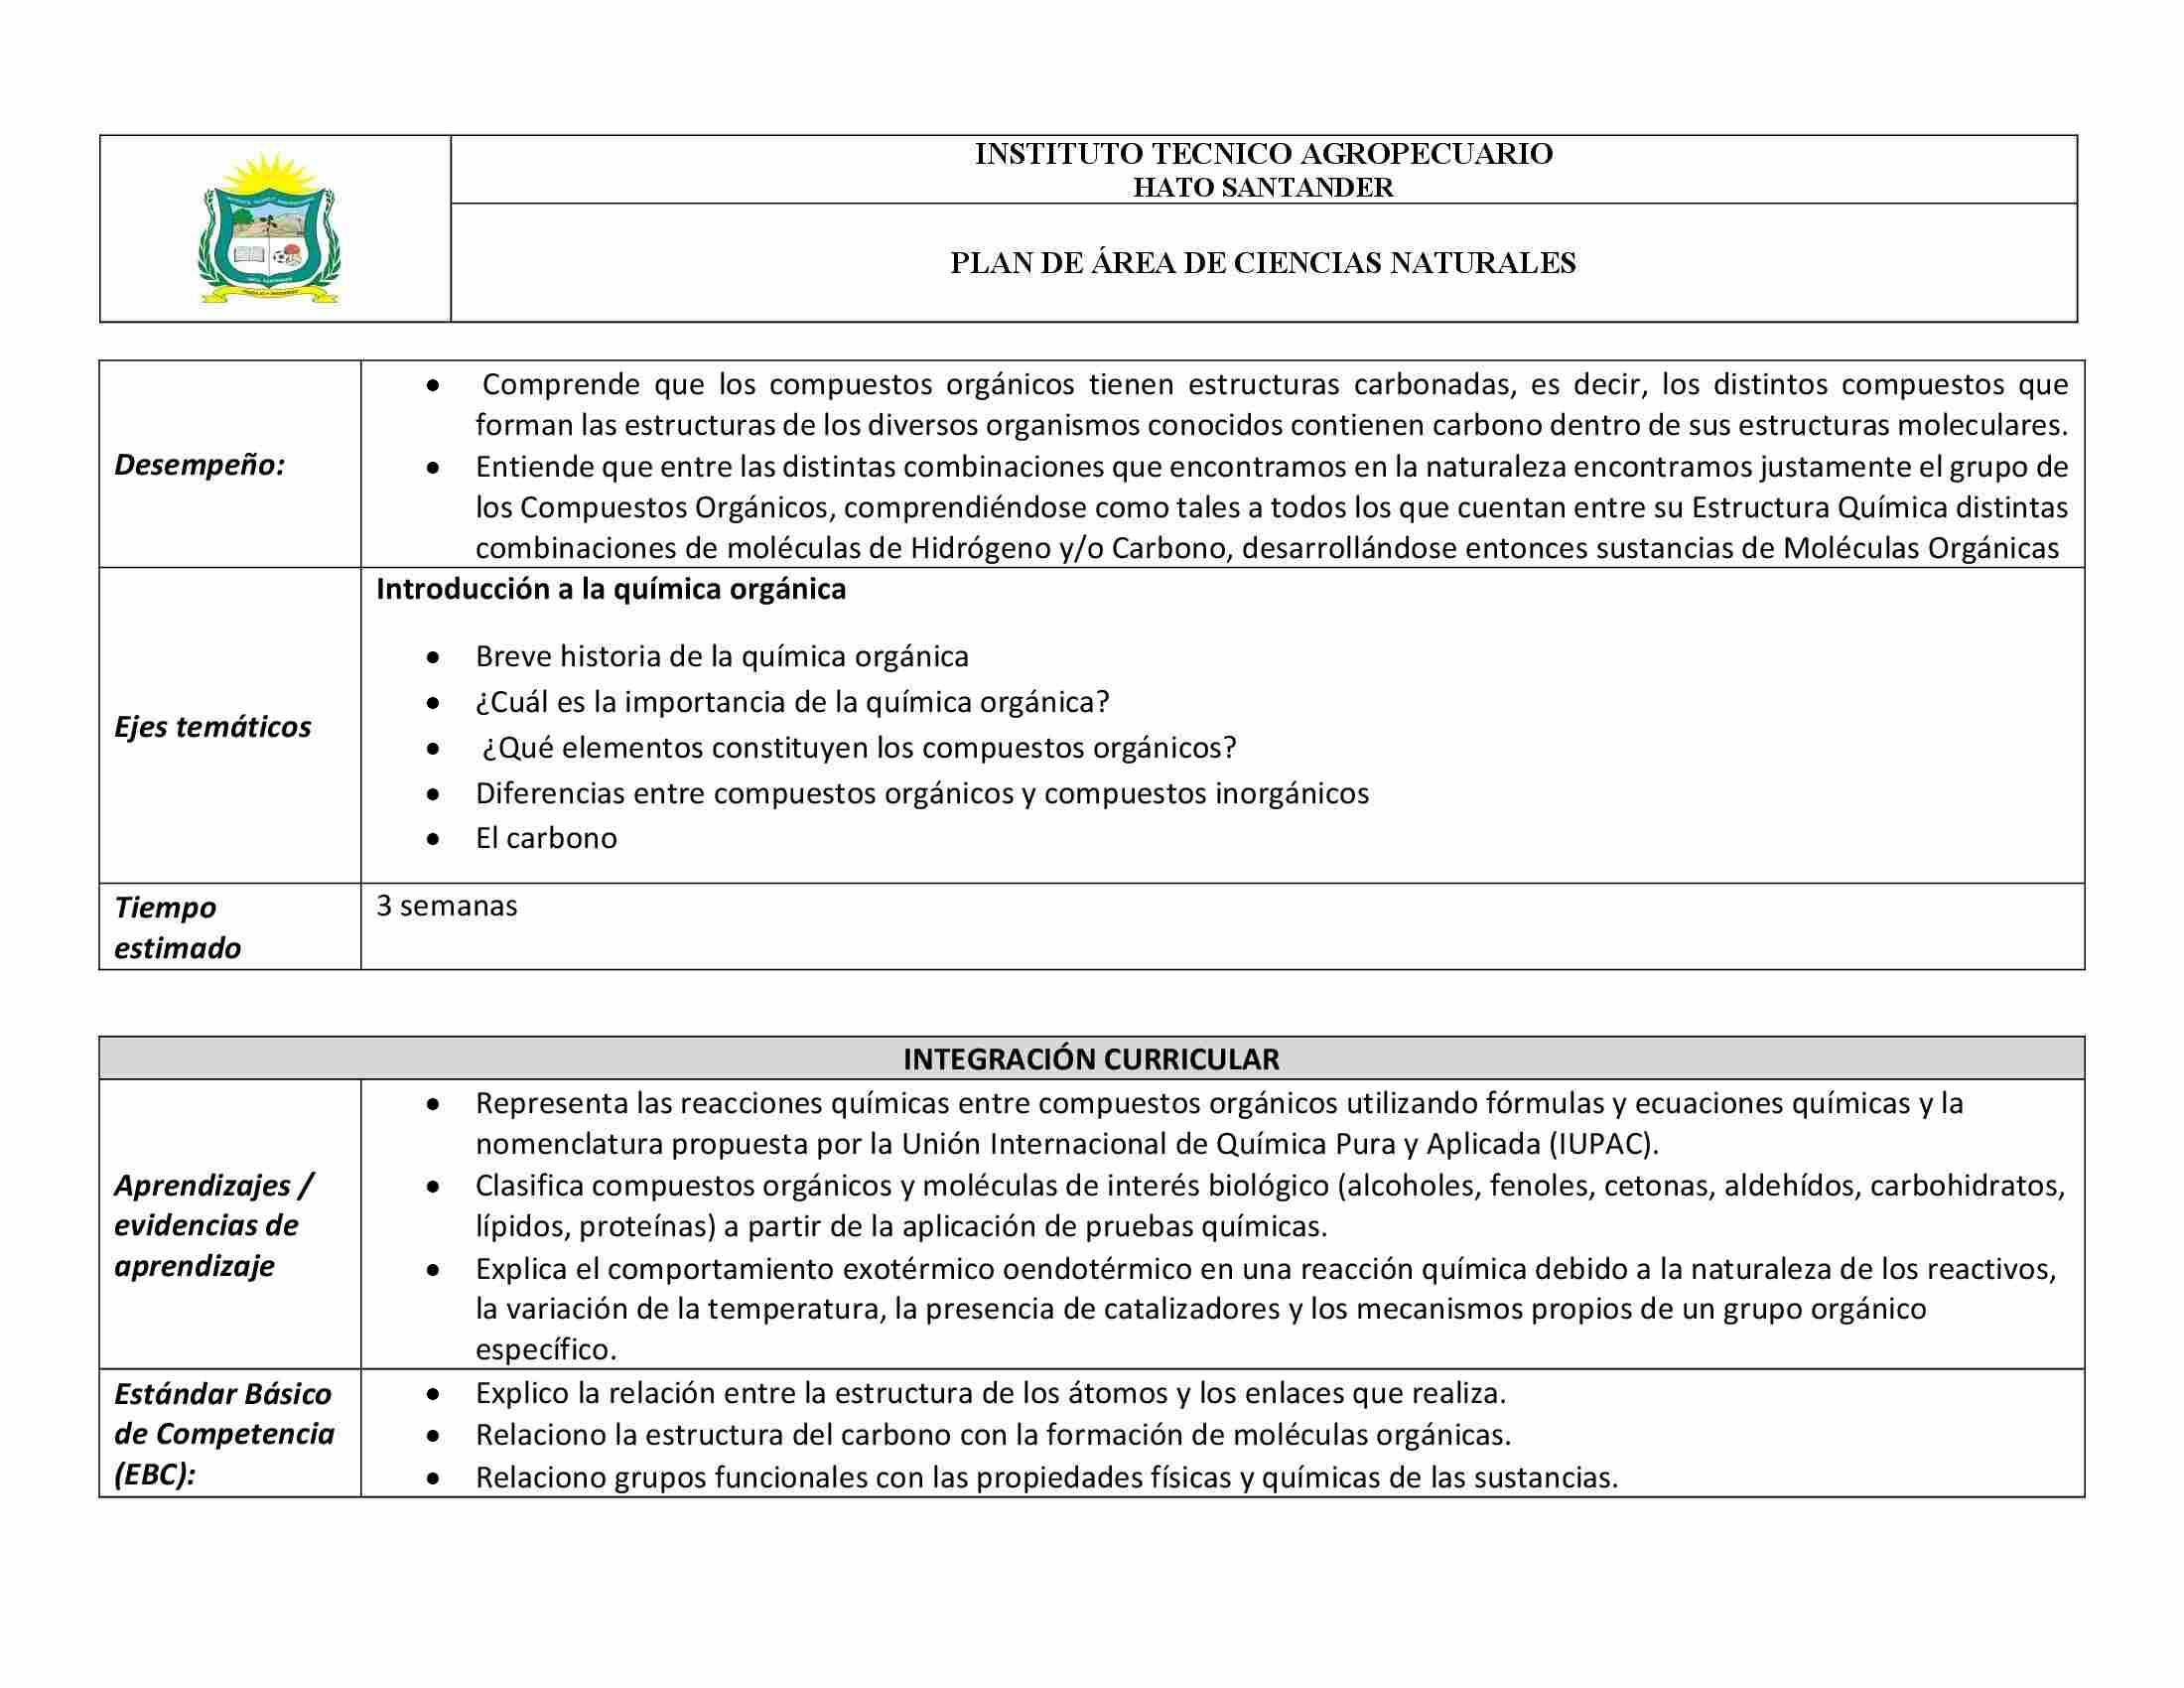 INSTITUTO TECNICO AGROPECUARIO
HATO SANTANDER
PLAN DE ÁREA DE CIENCIAS NATURALES
Desempeño:
• Comprende que los compuestos orgánicos tienen estructuras carbonadas, es decir, los distintos compuestos que
forman las estructuras de los diversos organismos conocidos contienen carbono dentro de sus estructuras moleculares.
• Entiende que entre las distintas combinaciones que encontramos en la naturaleza encontramos justamente el grupo de
los Compuestos Orgánicos, comprendiéndose como tales a todos los que cuentan entre su Estructura Química distintas
combinaciones de moléculas de Hidrógeno y/o Carbono, desarrollándose entonces sustancias de Moléculas Orgánicas
Ejes temáticos
Introducción a la química orgánica
• Breve historia de la química orgánica
• ¿Cuál es la importancia de la química orgánica?
• ¿Qué elementos constituyen los compuestos orgánicos?
• Diferencias entre compuestos orgánicos y compuestos inorgánicos
• El carbono
Tiempo
estimado
3 semanas
INTEGRACIÓN CURRICULAR
Aprendizajes /
evidencias de
aprendizaje
• Representa las reacciones químicas entre compuestos orgánicos utilizando fórmulas y ecuaciones químicas y la
nomenclatura propuesta por la Unión Internacional de Química Pura y Aplicada (IUPAC).
• Clasifica compuestos orgánicos y moléculas de interés biológico (alcoholes, fenoles, cetonas, aldehídos, carbohidratos,
lípidos, proteínas) a partir de la aplicación de pruebas químicas.
• Explica el comportamiento exotérmico oendotérmico en una reacción química debido a la naturaleza de los reactivos,
la variación de la temperatura, la presencia de catalizadores y los mecanismos propios de un grupo orgánico
específico.
Estándar Básico
de Competencia
(EBC):
• Explico la relación entre la estructura de los átomos y los enlaces que realiza.
• Relaciono la estructura del carbono con la formación de moléculas orgánicas.
• Relaciono grupos funcionales con las propiedades físicas y químicas de las sustancias.